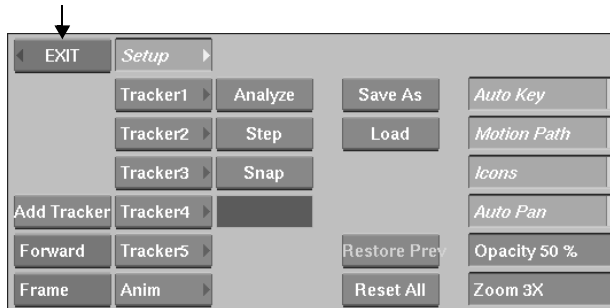 EXIT Setup
Tracker1 Analyze Save As Auto Key
Tracker2 Step Load Motion Path
Tracker3 Snap Icons
Add Tracker Tracker4 Auto Pan
Forward Tracker5 Restore Prev Opacity 50 %
Frame Anim Reset All Zoom 3X